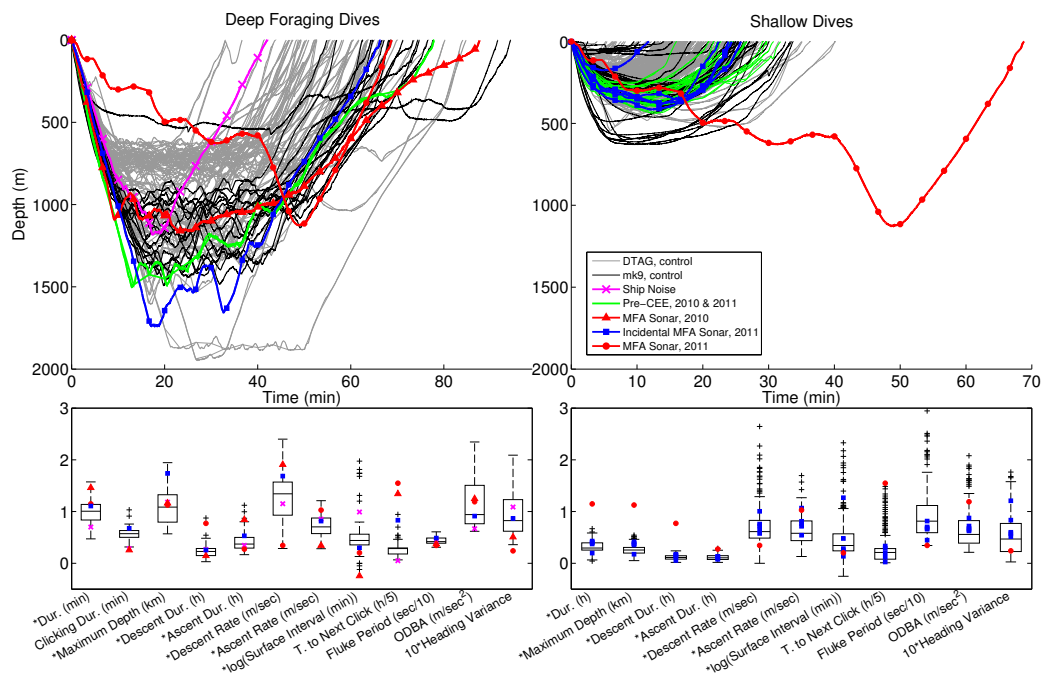 Deep Foraging Dives
Shallow Dives
0
500
1000
1500
2000
Depth (m)
0
20
40
60
80
Time (min)
0
500
1000
1500
2000
0
10
20
30
40
50
60
70
Time (min)
DTAG, control
mk9, control
Ship Noise
Pre−CEE, 2010 & 2011
MFA Sonar, 2010
Incidental MFA Sonar, 2011
MFA Sonar, 2011
3
2
1
0
*Dur. (min)
Clicking Dur. (min)
*Maximum Depth (km)
*Descent Dur. (h)
*Ascent Dur. (h)
*Descent Rate (m/sec)
*Ascent Rate (m/sec)
*log(Surface Interval (min))
T. to Next Click (h/5)
Fluke Period (sec/10)
ODBA (m/sec²)
10*Heading Variance
3
2
1
0
*Dur. (h)
*Maximum Depth (km)
*Descent Dur. (h)
*Ascent Dur. (h)
*Descent Rate (m/sec)
*Ascent Rate (m/sec)
*log(Surface Interval (min))
T. to Next Click (h/5)
Fluke Period (sec/10)
ODBA (m/sec²)
10*Heading Variance